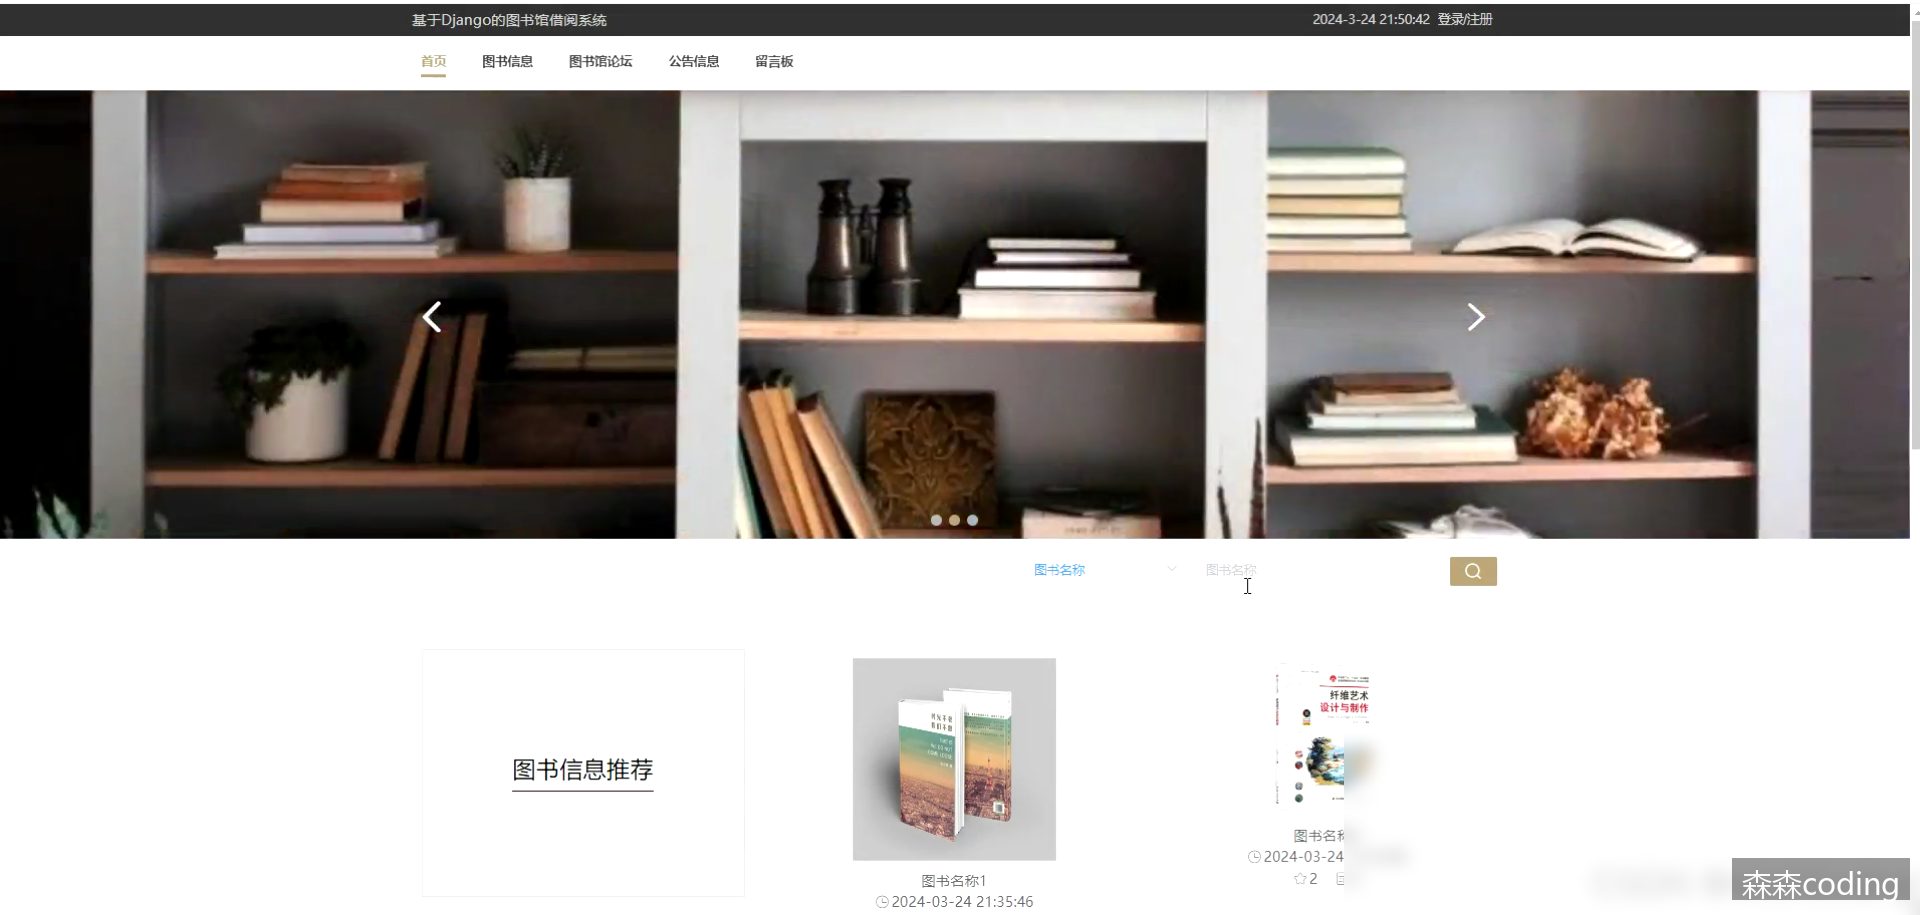 基于Django的图书馆借阅系统
2024-3-24 21:50:42 登录/注册
首页 图书信息 图书馆论坛 公告信息 留言板
图书名称 图书名称
图书信息推荐
纤维艺术
设计与制作
图书名称1
2024-03-24 21:35:46
图书名称
2024-03-24
2
森森coding